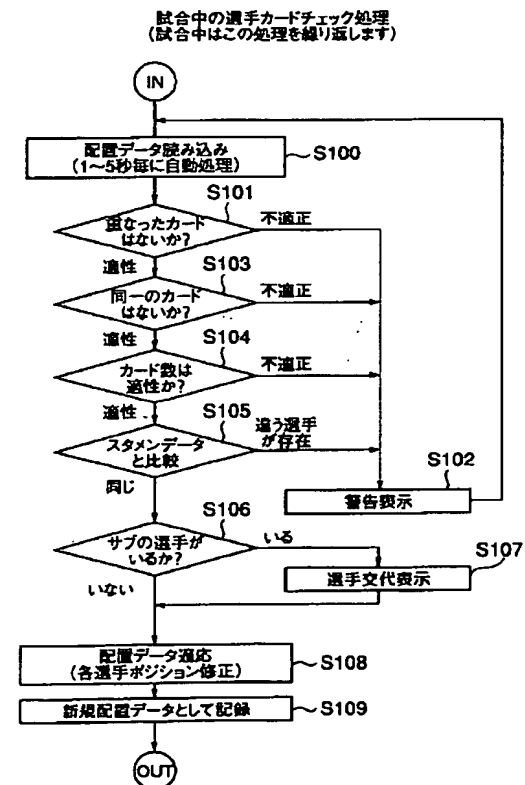 試合中の選手カードチェック処理
(試合中はこの処理を繰り返します)
IN
配置データ読み込み
(1〜5秒毎に自動処理)
S100
S101
重なったカード
はないか?
不適正
適性
S103
同一のカード
はないか?
不適正
適性
S104
カード数は
適性か?
不適正
適性
S105
スタメンデータ
と比較
違う選手
が存在
同じ
S102
警告表示
S106
サブの選手が
いるか?
いる
S107
選手交代表示
いない
配置データ適応
(各選手ポジション修正)
S108
新規配置データとして記録
S109
OUT